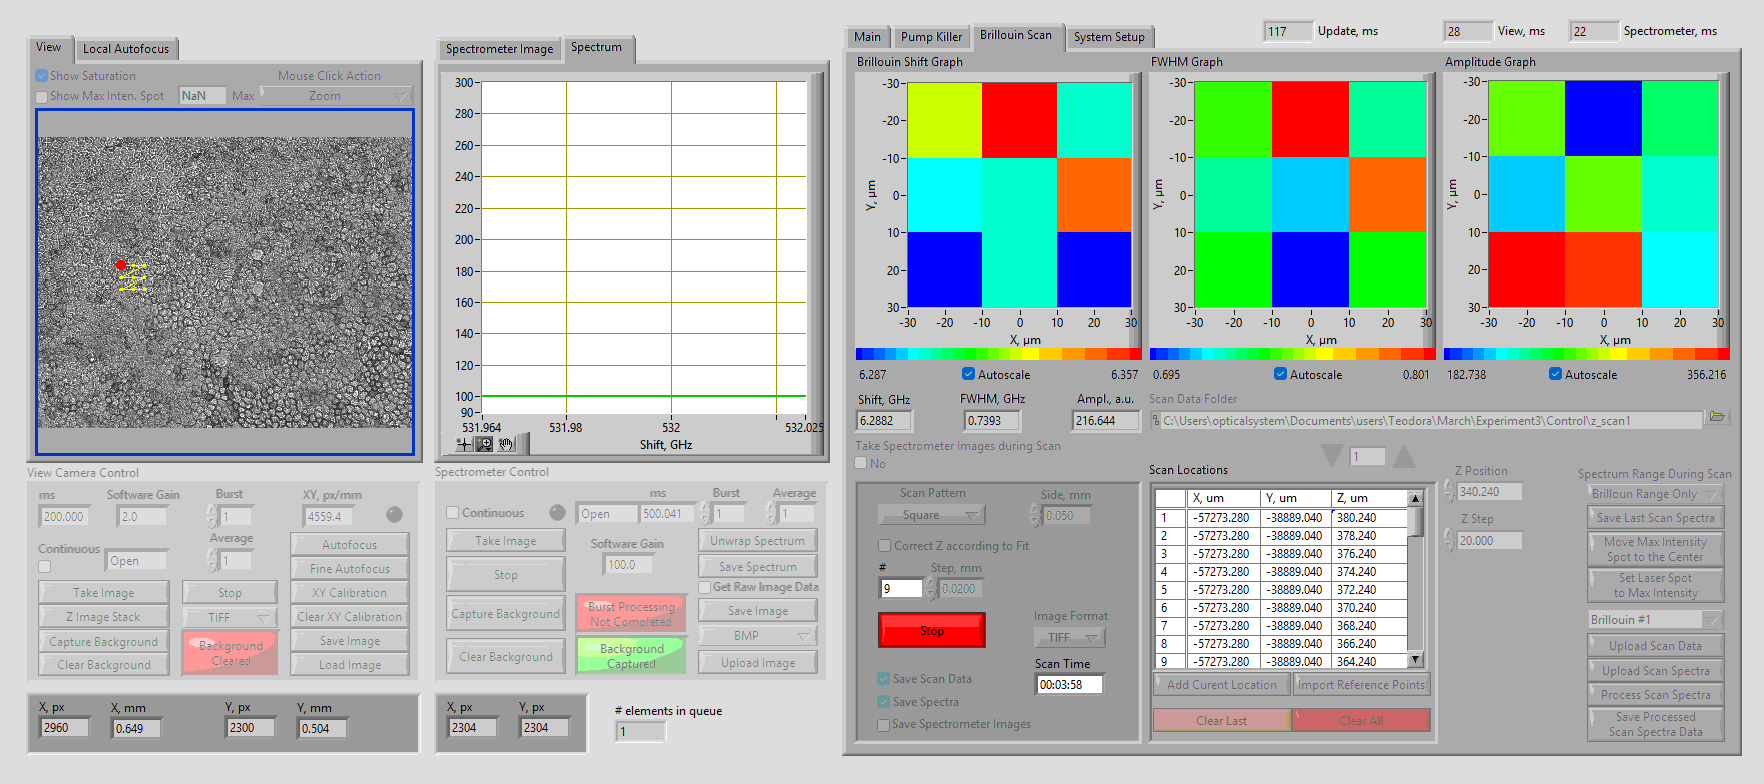 View
Local Autofocus
Show Saturation
Mouse Click Action
Show Max Inten. Spot
NaN
Max
Zoom
View Camera Control
ms
Software Gain
Burst
XY, px/mm
200.000
2.0
1
4559.4
Average
Continuous
Open
1
Autofocus
Fine Autofocus
Take Image
Stop
XY Calibration
Z Image Stack
TIFF
Clear XY Calibration
Capture Background
Background
Cleared
Save Image
Clear Background
Load Image
X, px
X, mm
Y, px
Y, mm
2960
0.649
2300
0.504
Spectrometer Image
Spectrum
300
280
260
240
220
200
180
160
140
120
100
90
531.964
531.98
532
532.025
Shift, GHz
Spectrometer Control
ms
Burst
Average
Continuous
Open
500.041
1
1
Take Image
Software Gain
Unwrap Spectrum
Stop
100.0
Save Spectrum
Get Raw Image Data
Capture Background
Burst Processing
Not Completed
Save Image
BMP
Clear Background
Background
Captured
Upload Image
X, px
Y, px
2304
2304
# elements in queue
1
117
Update, ms
28
View, ms
22
Spectrometer, ms
Main
Pump Killer
Brillouin Scan
System Setup
Brillouin Shift Graph
-30
-20
-10
0
10
20
30
Y, µm
-30
-20
-10
0
10
20
30
X, µm
6.287
Autoscale
6.357
FWHM Graph
-30
-20
-10
0
10
20
30
Y, µm
-30
-20
-10
0
10
20
30
X, µm
0.695
Autoscale
0.801
Amplitude Graph
-30
-20
-10
0
10
20
30
Y, µm
-30
-20
-10
0
10
20
30
X, µm
182.738
Autoscale
356.216
Shift, GHz
FWHM, GHz
Ampl., a.u.
Scan Data Folder
6.2882
0.7393
216.644
C:\Users\opticalsystem\Documents\users\Teodora\March\Experiment3\Control\z_scan1
Take Spectrometer Images during Scan
No
1
Scan Pattern
Side, mm
Square
0.050
Correct Z according to Fit
#
Step, mm
9
0.0200
Stop
Image Format
TIFF
Scan Time
00:03:58
Save Scan Data
Save Spectra
Save Spectrometer Images
Scan Locations
X, um Y, um Z, um
1 -57273.280 -38889.040 380.240
2 -57273.280 -38889.040 378.240
3 -57273.280 -38889.040 376.240
4 -57273.280 -38889.040 374.240
5 -57273.280 -38889.040 372.240
6 -57273.280 -38889.040 370.240
7 -57273.280 -38889.040 368.240
8 -57273.280 -38889.040 366.240
9 -57273.280 -38889.040 364.240
Add Curent Location
Import Reference Points
Clear Last
Clear All
Z Position
340.240
Z Step
20.000
Spectrum Range During Scan
Brilloun Range Only
Save Last Scan Spectra
Move Max Intensity
Spot to the Center
Set Laser Spot
to Max Intensity
Brillouin #1
Upload Scan Data
Upload Scan Spectra
Process Scan Spectra
Save Processed
Scan Spectra Data